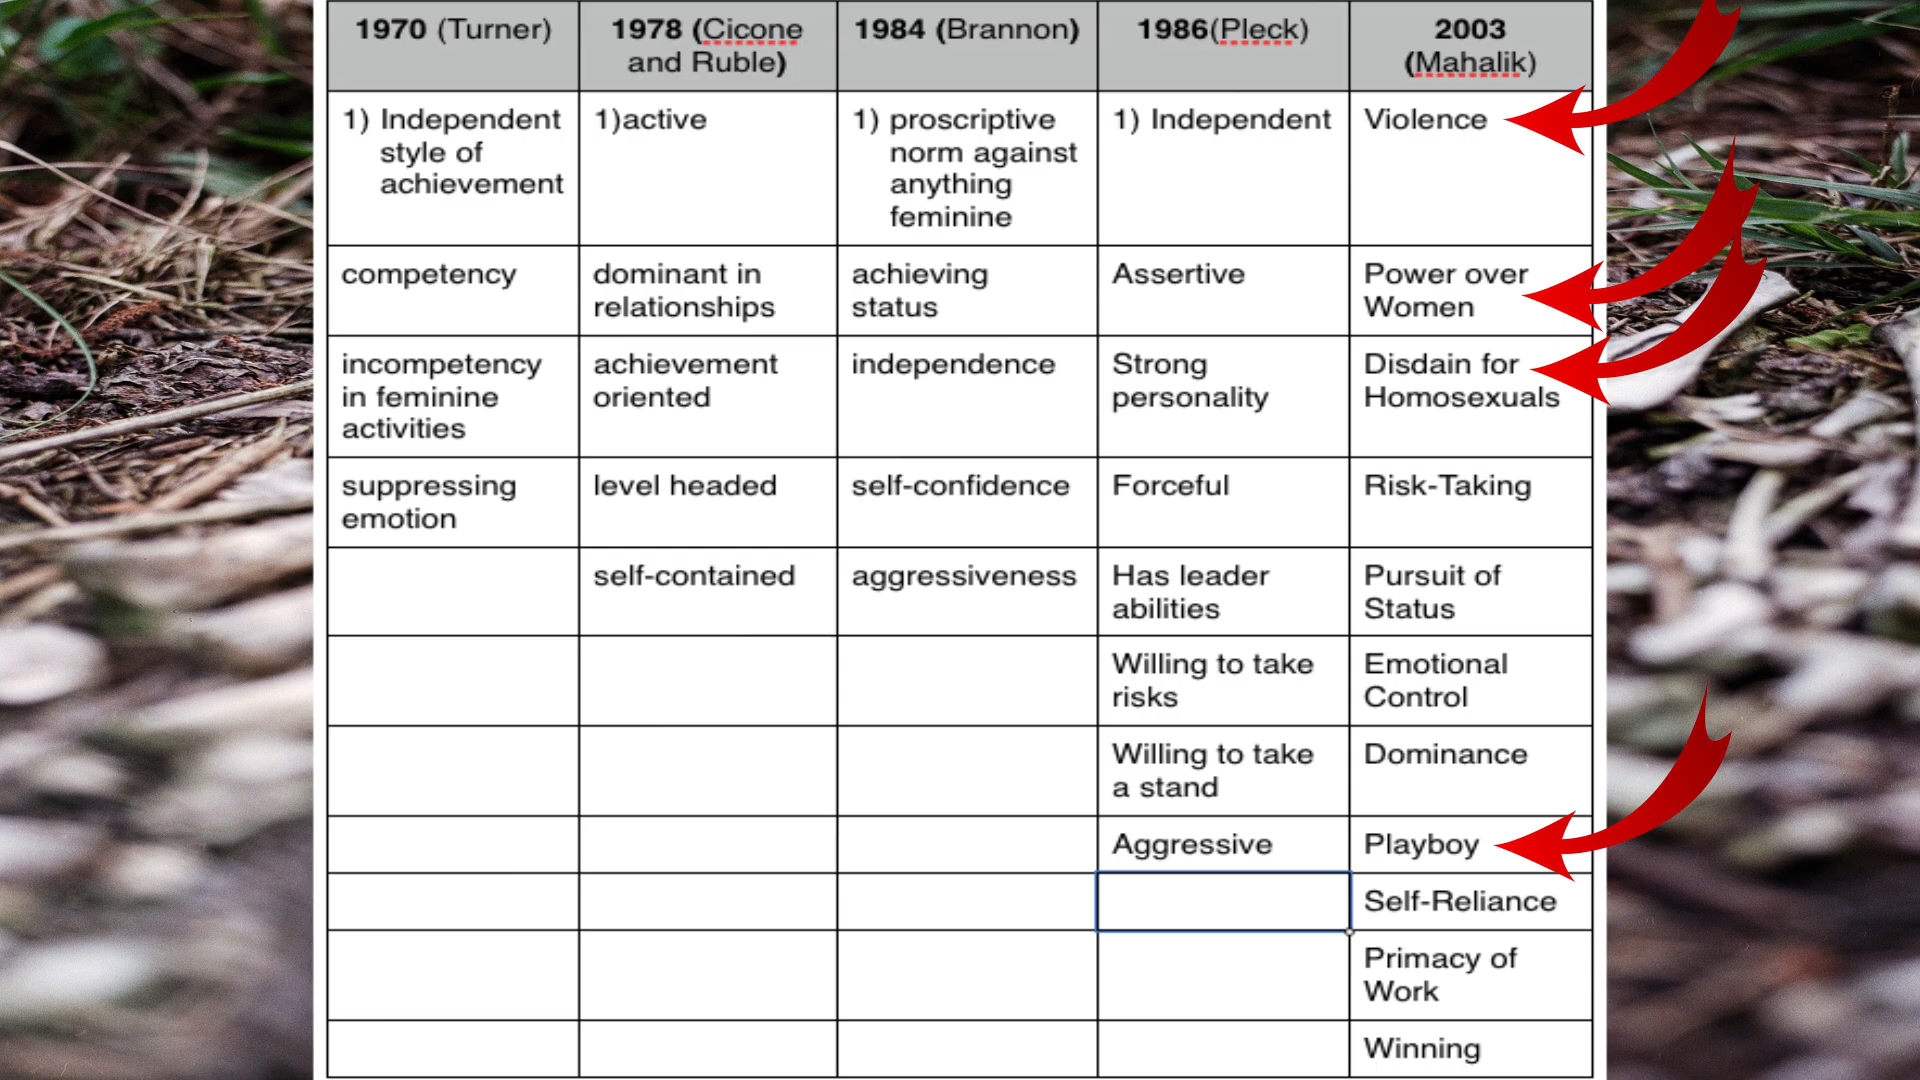 1970 (Turner)
1978 (Cicone
and Ruble)
1984 (Brannon)
1986(Pleck)
2003
(Mahalik)
1) Independent
style of
achievement
1)active
1) proscriptive
norm against
anything
feminine
1) Independent
Violence
competency
dominant in
relationships
achieving
status
Assertive
Power over
Women
incompetency
in feminine
activities
achievement
oriented
independence
Strong
personality
Disdain for
Homosexuals
suppressing
emotion
level headed
self-confidence
Forceful
Risk-Taking
self-contained
aggressiveness
Has leader
abilities
Pursuit of
Status
Willing to take
risks
Emotional
Control
Willing to take
a stand
Dominance
Aggressive
Playboy
Self-Reliance
Primacy of
Work
Winning